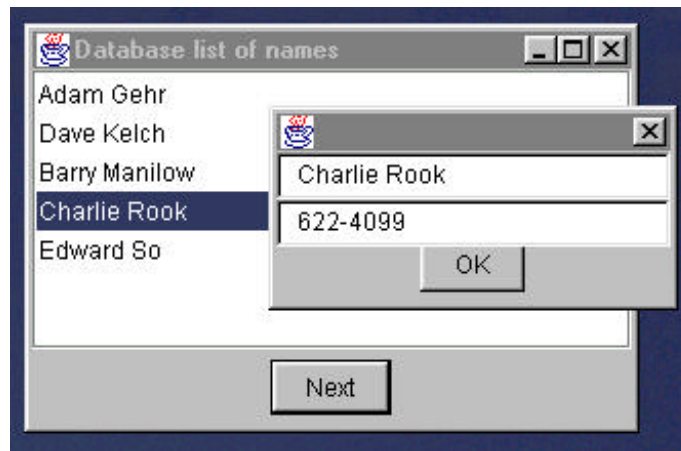 Database list of names
Adam Gehr
Dave Kelch
Barry Manilow
Charlie Rook
Edward So
Charlie Rook
622-4099
OK
Next